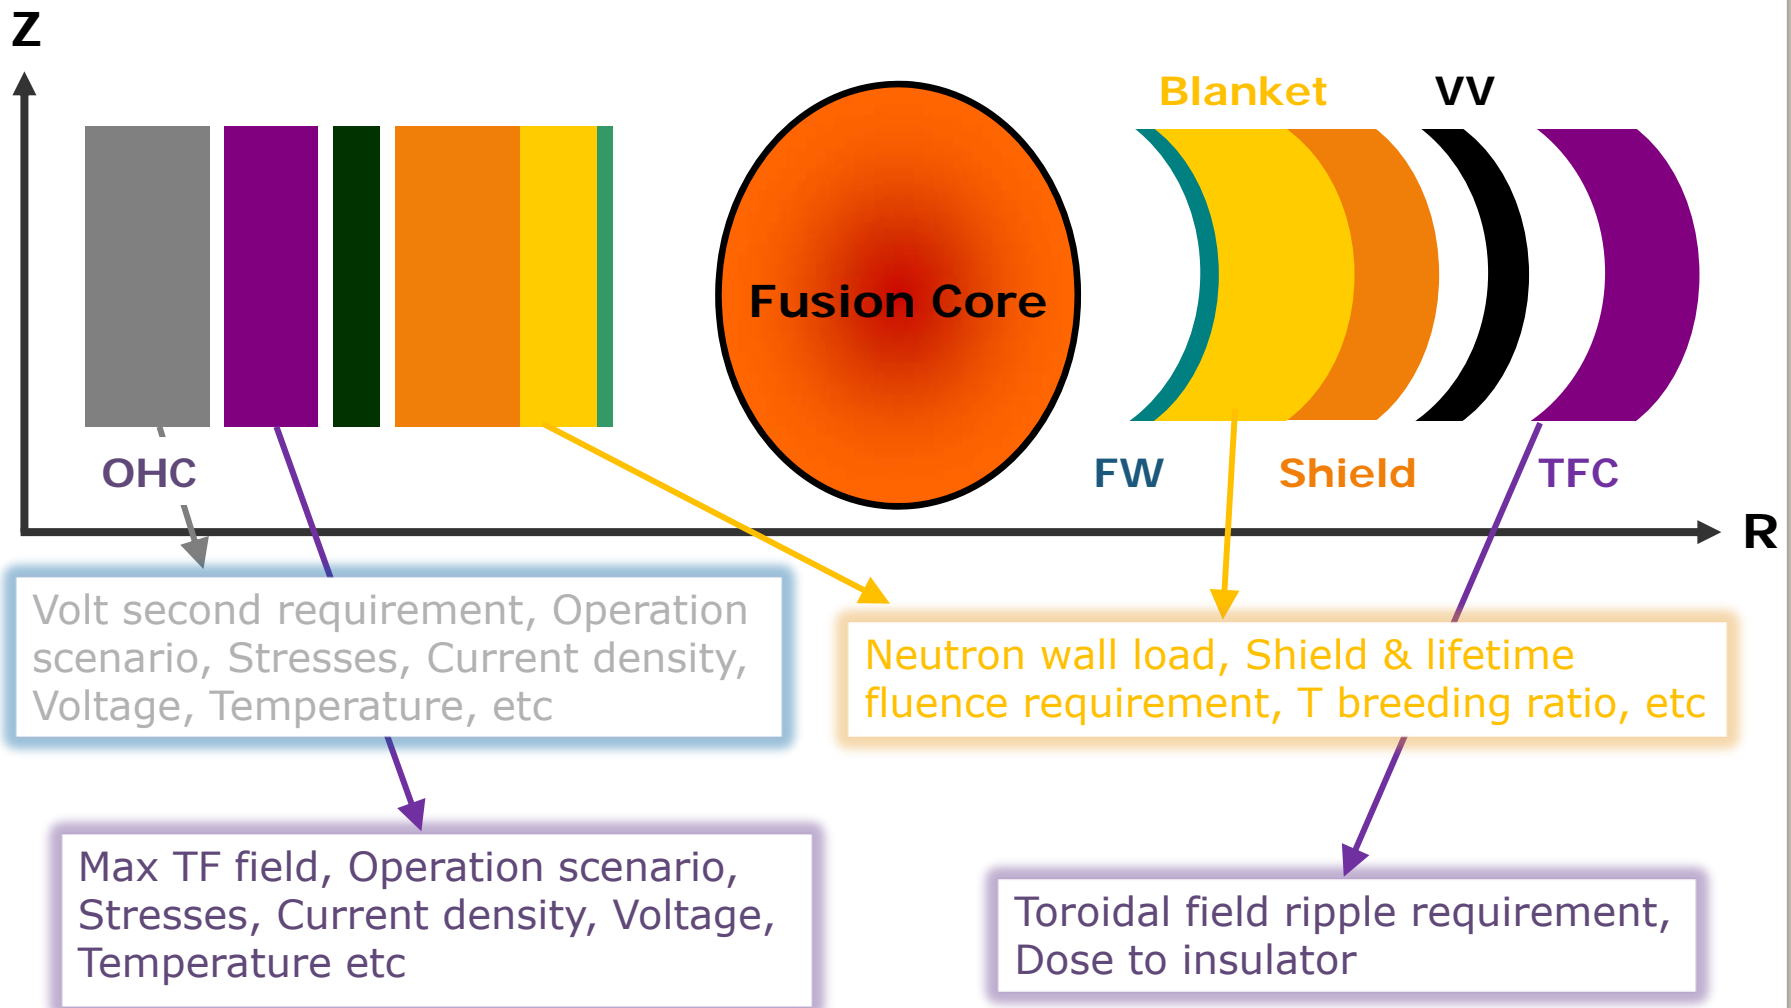 Z
Blanket
VV
Fusion Core
OHC
FW
Shield
TFC
R
Volt second requirement, Operation
scenario, Stresses, Current density,
Voltage, Temperature, etc
Neutron wall load, Shield & lifetime
fluence requirement, T breeding ratio, etc
Max TF field, Operation scenario,
Stresses, Current density, Voltage,
Temperature etc
Toroidal field ripple requirement,
Dose to insulator